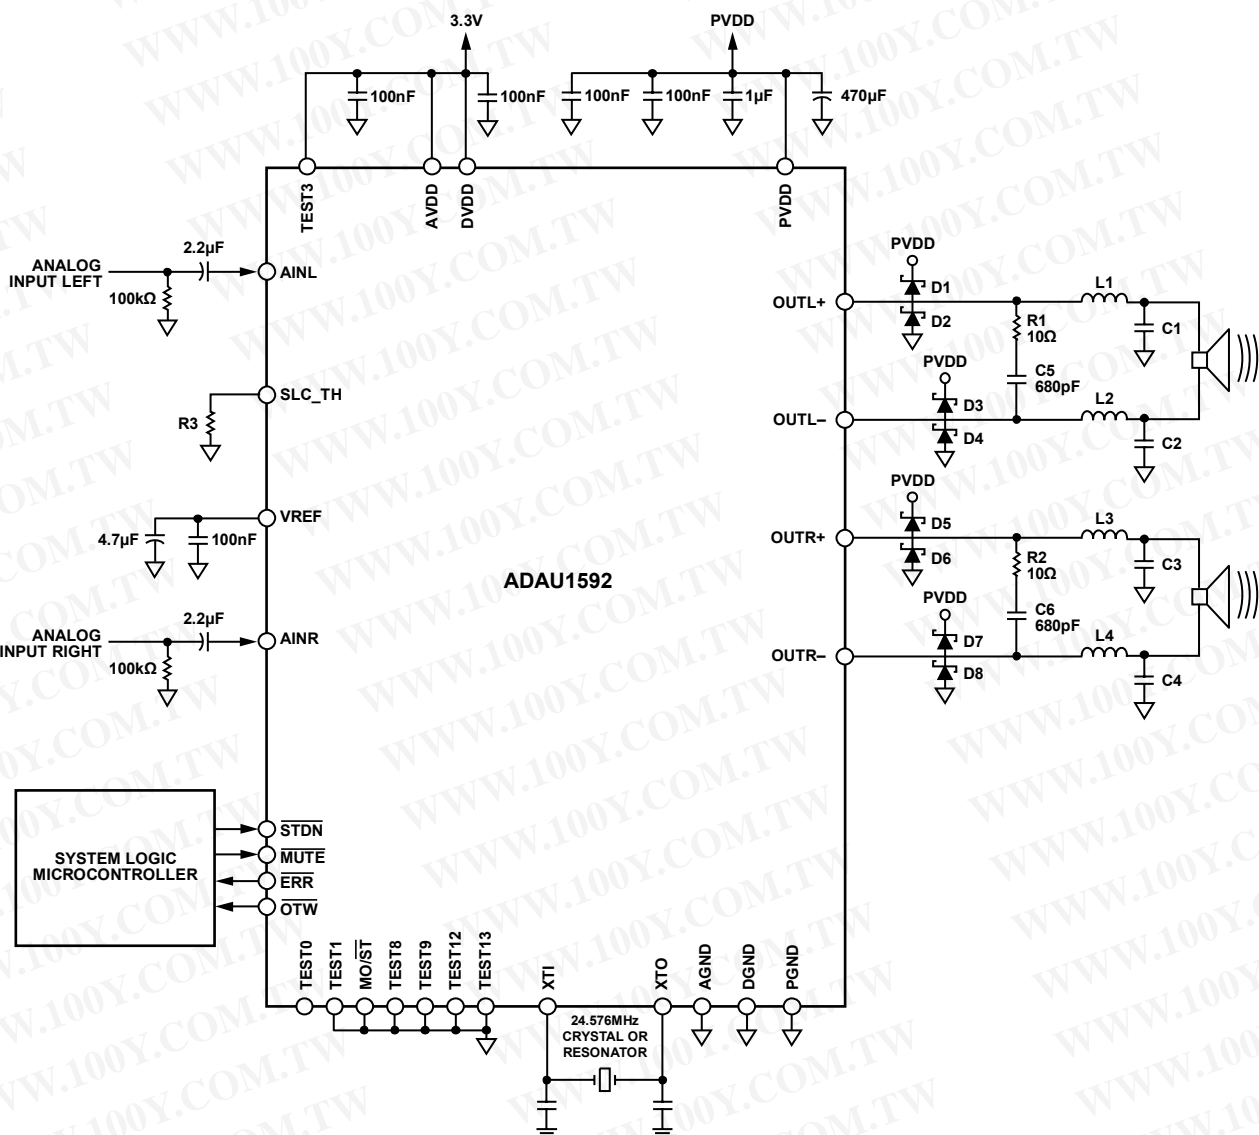 3.3V
PVDD
100nF
100nF
100nF
100nF
1µF
470µF
TEST3
AVDD
DVDD
PVDD
ANALOG
INPUT LEFT
2.2µF
100kΩ
AINL
SLC_TH
R3
VREF
4.7µF
100nF
ADAU1592
ANALOG
INPUT RIGHT
2.2µF
100kΩ
AINR
SYSTEM LOGIC
MICROCONTROLLER
STDN
MUTE
ERR
OTW
TEST0
TEST1
MO/ST
TEST8
TEST9
TEST12
TEST13
XTI
XTO
AGND
DGND
PGND
24.576MHz
CRYSTAL OR
RESONATOR
OUTL+
PVDD
D1
D2
R1
10Ω
L1
C1
OUTL–
PVDD
D3
D4
C5
680pF
L2
C2
OUTR+
PVDD
D5
D6
R2
10Ω
L3
C3
OUTR–
PVDD
D7
D8
C6
680pF
L4
C4
WWW.100Y.COM.TW